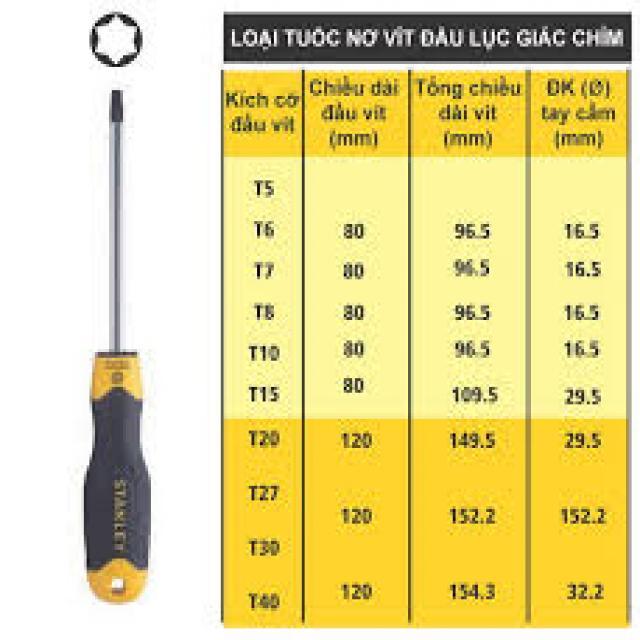 LOẠI TUỐC NƠ VÍT ĐẦU LỤC GIÁC CHÌM
Kích cỡ đầu vít Chiều dài đầu vít (mm) Tổng chiều dài vít (mm) ĐK (Ø) tay cầm (mm)
T5
T6 80 96.5 16.5
T7 80 96.5 16.5
T8 80 96.5 16.5
T10 80 96.5 16.5
T15 80 109.5 29.5
T20 120 149.5 29.5
T27
120 152.2 152.2
T30
T40 120 154.3 32.2
STANLEY